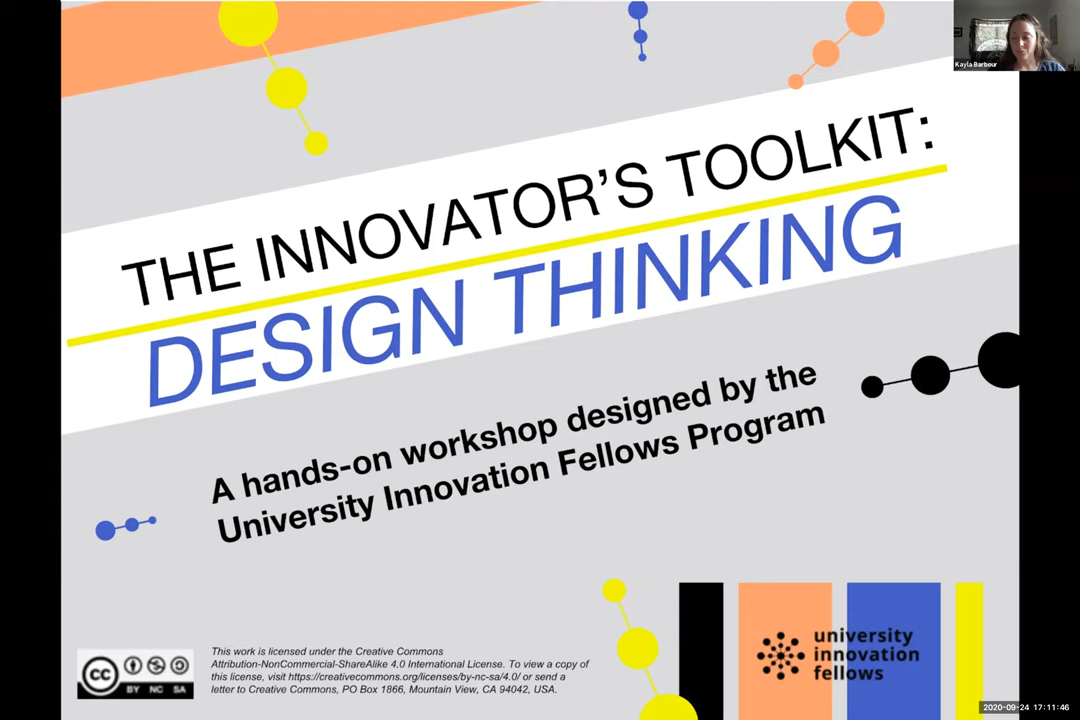 Kayla Barbour
THE INNOVATOR'S TOOLKIT:
DESIGN THINKING
A hands-on workshop designed by the
University Innovation Fellows Program
This work is licensed under the Creative Commons
Attribution-NonCommercial-ShareAlike 4.0 International License. To view a copy of
this license, visit https://creativecommons.org/licenses/by-nc-sa/4.0/ or send a
letter to Creative Commons, PO Box 1866, Mountain View, CA 94042, USA.
cc
BY NC SA
university
innovation
fellows
2020-09-24 17:11:46